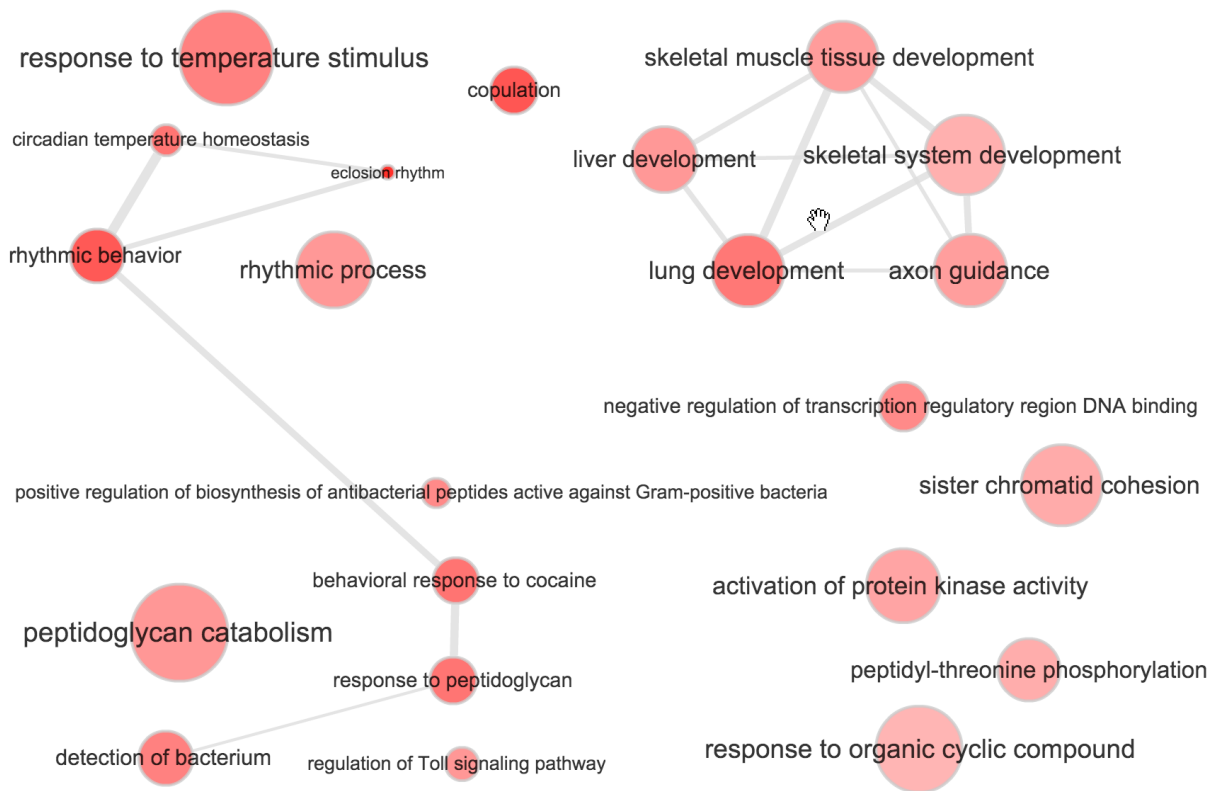 response to temperature stimulus
copulation
circadian temperature homeostasis
eclosion rhythm
rhythmic behavior
rhythmic process
skeletal muscle tissue development
liver development
skeletal system development
lung development
axon guidance
negative regulation of transcription regulatory region DNA binding
sister chromatid cohesion
positive regulation of biosynthesis of antibacterial peptides active against Gram-positive bacteria
behavioral response to cocaine
peptidoglycan catabolism
response to peptidoglycan
detection of bacterium
regulation of Toll signaling pathway
activation of protein kinase activity
peptidyl-threonine phosphorylation
response to organic cyclic compound